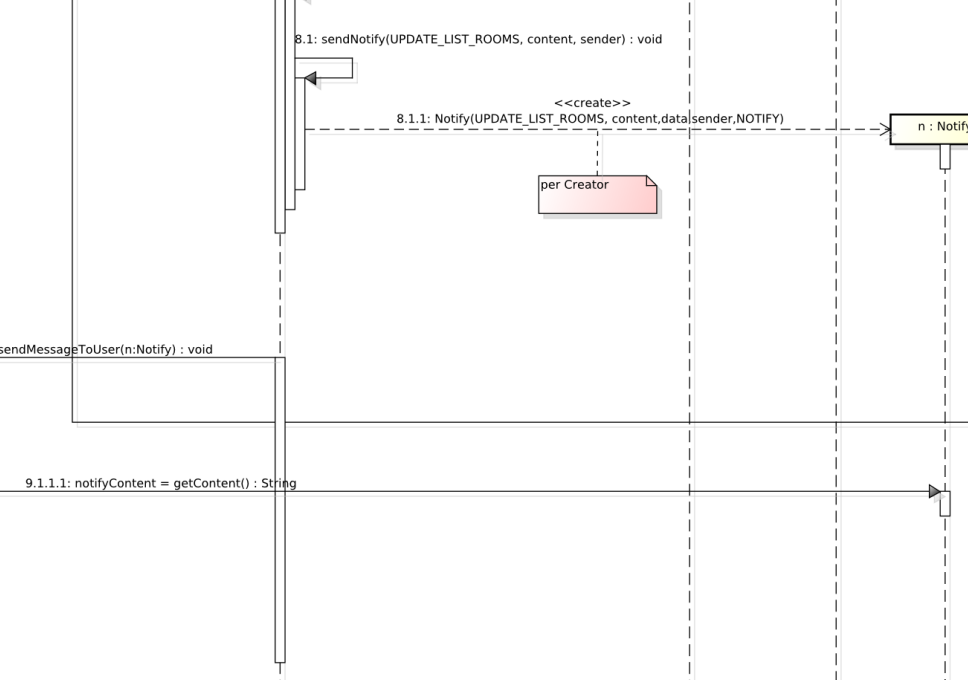 8.1: sendNotify(UPDATE_LIST_ROOMS, content, sender) : void
<<create>>
8.1.1: Notify(UPDATE_LIST_ROOMS, content,data,sender,NOTIFY)
n : Notify
per Creator
sendMessageToUser(n:Notify) : void
9.1.1.1: notifyContent = getContent() : String